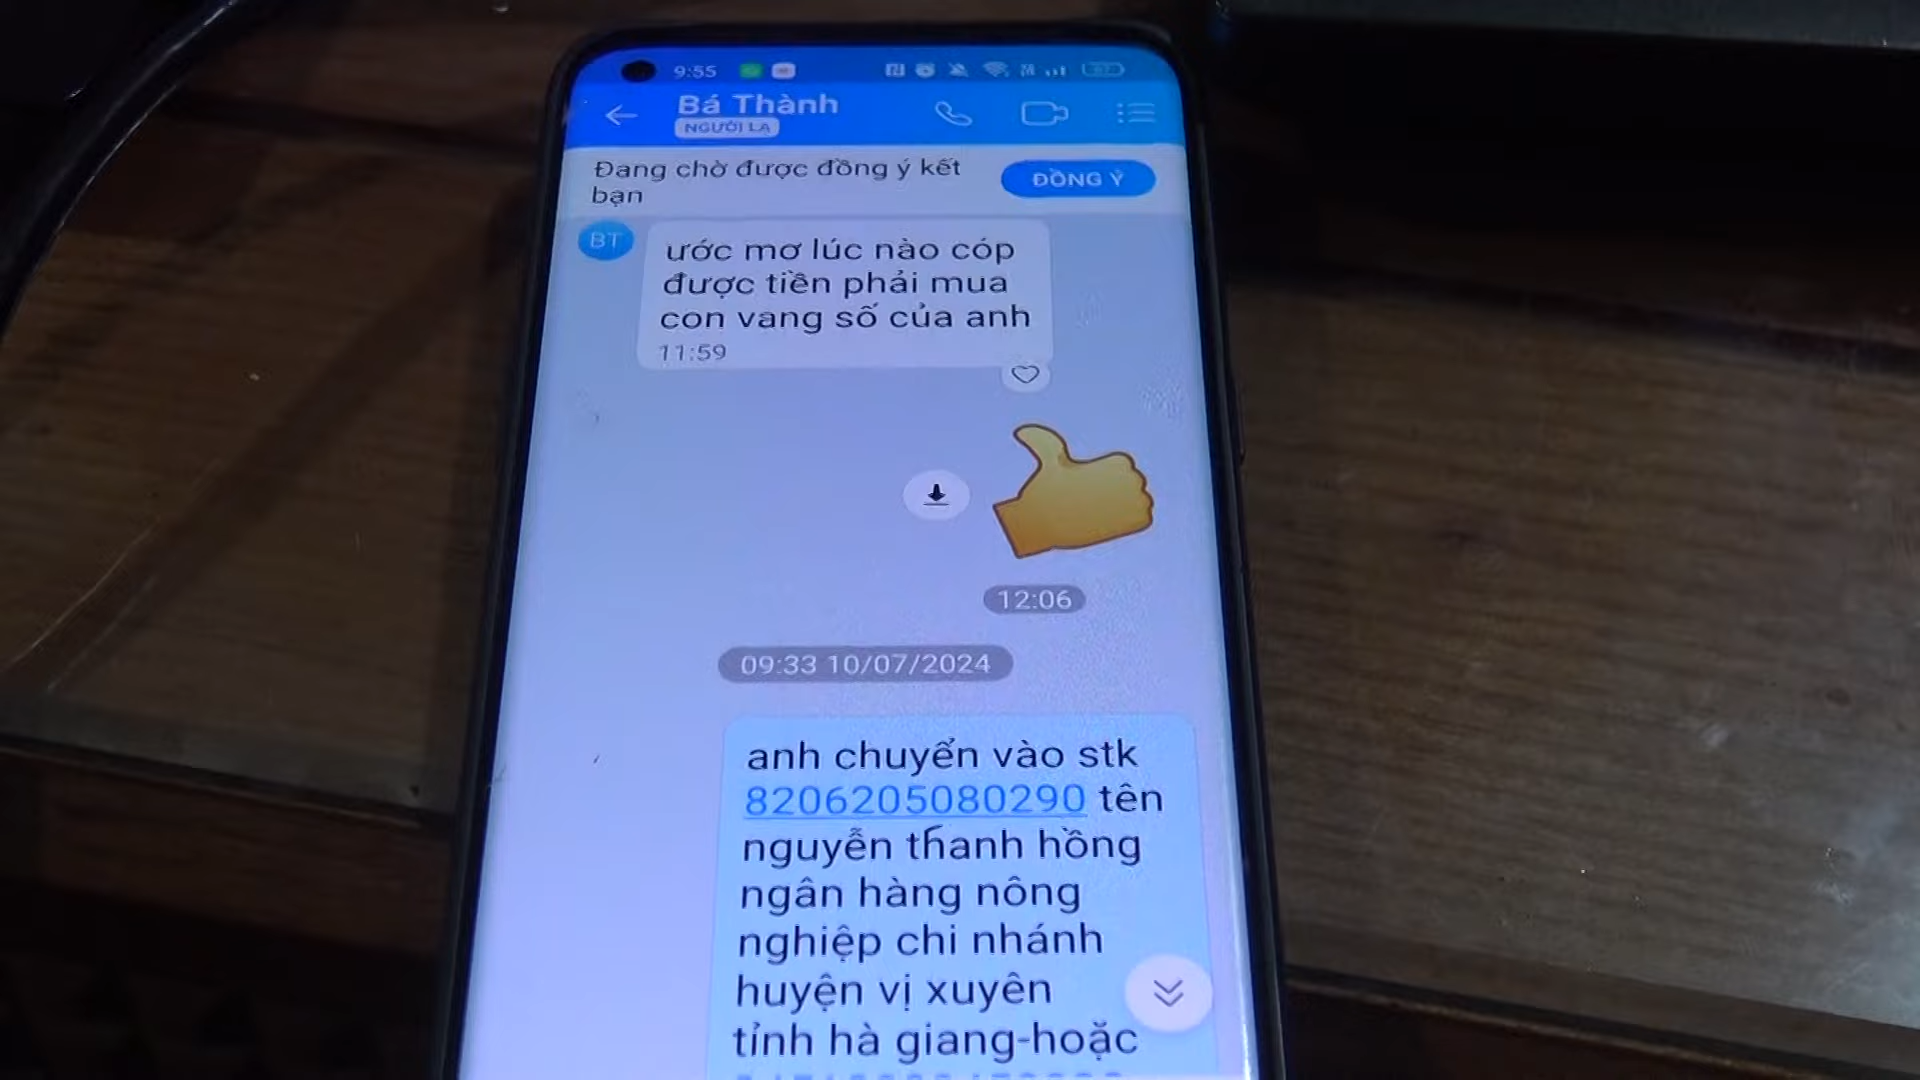 9:55
Bá Thành
NGƯỜI LẠ
Đang chờ được đồng ý kết
bạn
ĐỒNG Ý
BT
ước mơ lúc nào cóp
được tiền phải mua
con vang số của anh
11:59
12:06
09:33 10/07/2024
anh chuyển vào stk
8206205080290 tên
nguyễn thanh hồng
ngân hàng nông
nghiệp chi nhánh
huyện vị xuyên
tỉnh hà giang-hoặc